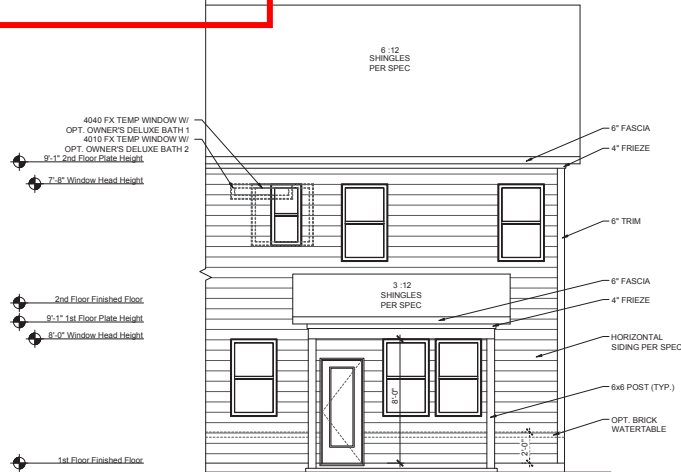 6 :12
SHINGLES
PER SPEC
4040 FX TEMP WINDOW W/
OPT. OWNER'S DELUXE BATH 1
4010 FX TEMP WINDOW W/
OPT. OWNER'S DELUXE BATH 2
9'-1" 2nd Floor Plate Height
7'-8" Window Head Height
6" FASCIA
4" FRIEZE
6" TRIM
2nd Floor Finished Floor
9'-1" 1st Floor Plate Height
8'-0" Window Head Height
3 :12
SHINGLES
PER SPEC
6" FASCIA
4" FRIEZE
HORIZONTAL
SIDING PER SPEC
6x6 POST (TYP.)
OPT. BRICK
WATERTABLE
8'-0"
2'-0"
1st Floor Finished Floor